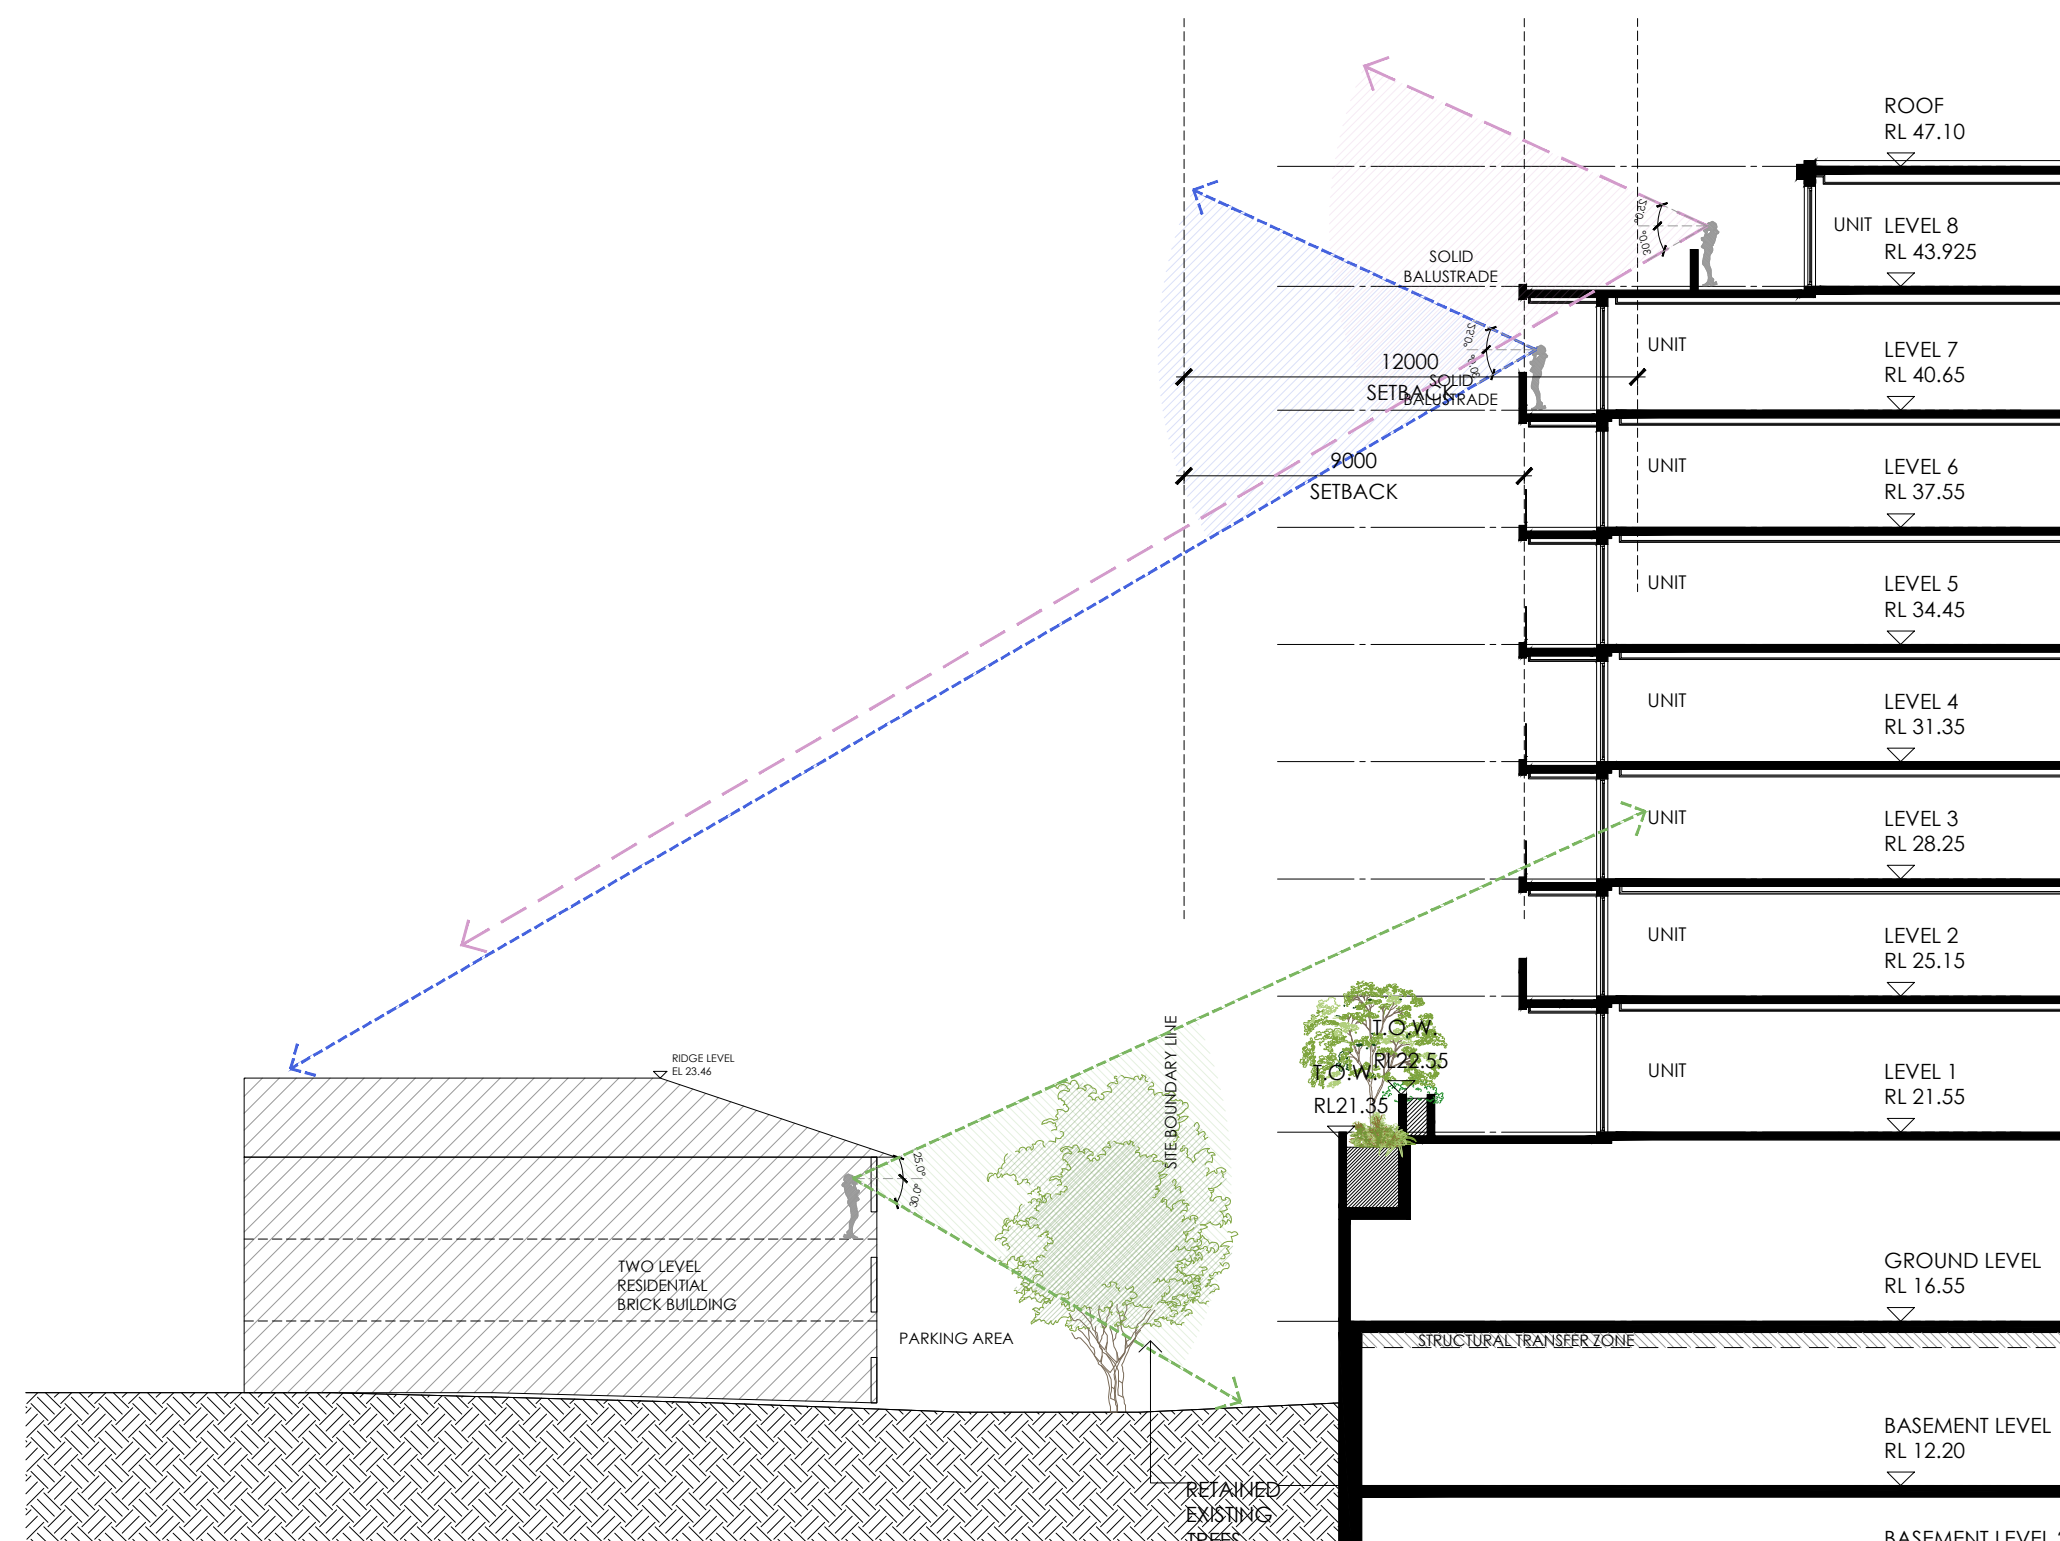 ROOF
RL 47.10
UNIT
LEVEL 8
RL 43.925
25.0°
30.0°
SOLID
BALUSTRADE
UNIT
LEVEL 7
RL 40.65
25.0°
30.0°
12000
SETBACK
SOLID
BALUSTRADE
UNIT
LEVEL 6
RL 37.55
9000
SETBACK
UNIT
LEVEL 5
RL 34.45
UNIT
LEVEL 4
RL 31.35
UNIT
LEVEL 3
RL 28.25
UNIT
LEVEL 2
RL 25.15
UNIT
LEVEL 1
RL 21.55
T.O.W.
RL22.55
T.O.W.
RL21.35
SITE BOUNDARY LINE
RIDGE LEVEL
EL 23.46
25.0°
30.0°
TWO LEVEL
RESIDENTIAL
BRICK BUILDING
PARKING AREA
GROUND LEVEL
RL 16.55
STRUCTURAL TRANSFER ZONE
BASEMENT LEVEL
RL 12.20
RETAINED
EXISTING
TREES
BASEMENT LEVEL